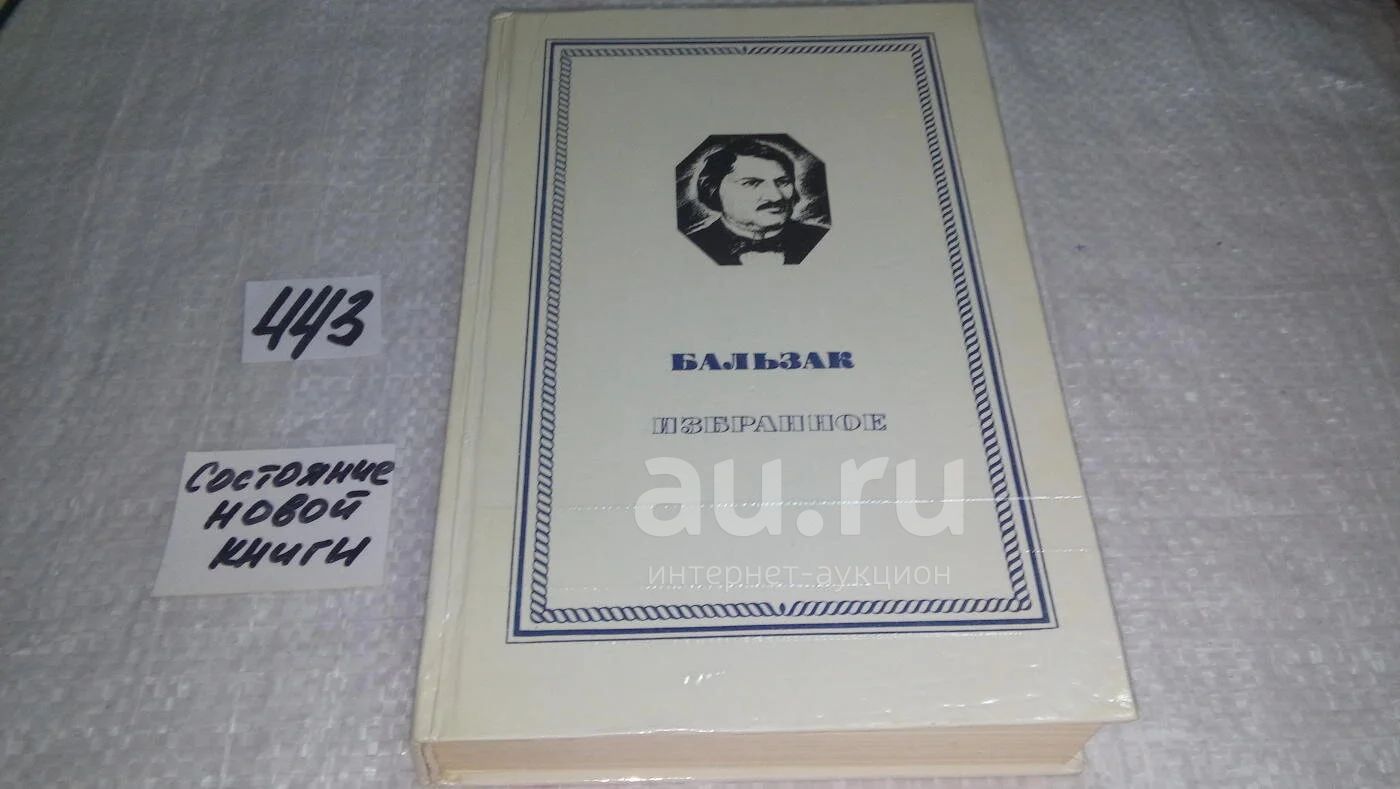 443
Состояние
новой
книги
БАЛЬЗАК
ИЗБРАННОЕ
au.ru
интернет-аукцион